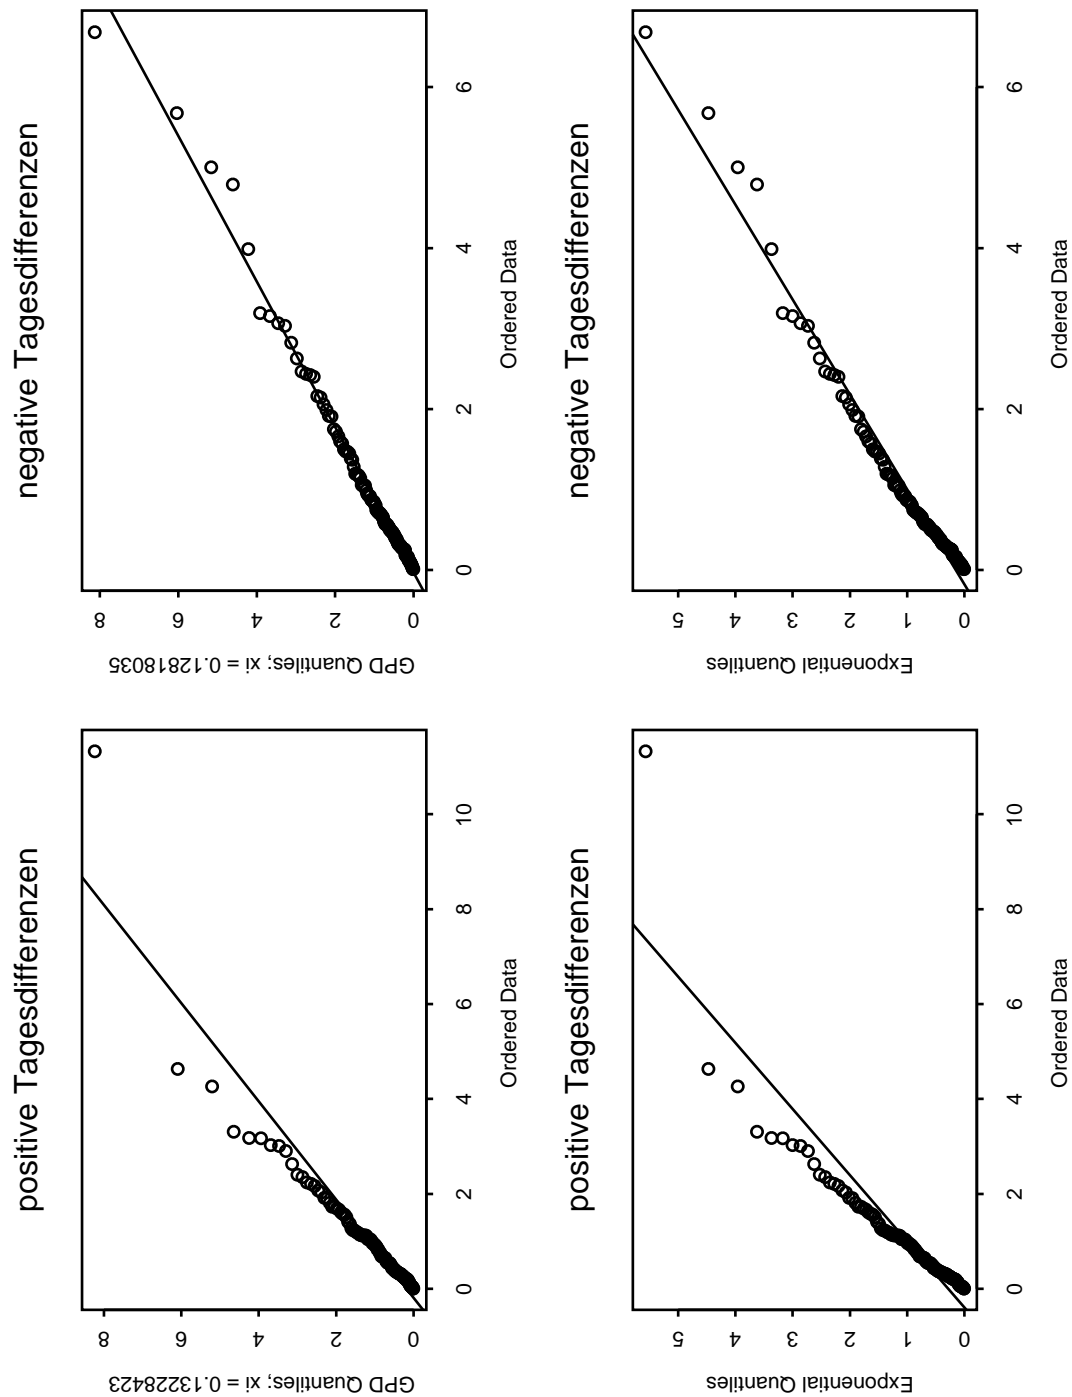 positive Tagesdifferenzen
GPD Quantiles; xi = 0.13228423
8
6
4
2
0
0 2 4 6 8 10
Ordered Data
negative Tagesdifferenzen
GPD Quantiles; xi = 0.12818035
8
6
4
2
0
0 2 4 6
Ordered Data
positive Tagesdifferenzen
Exponential Quantiles
5
4
3
2
1
0
0 2 4 6 8 10
Ordered Data
negative Tagesdifferenzen
Exponential Quantiles
5
4
3
2
1
0
0 2 4 6
Ordered Data